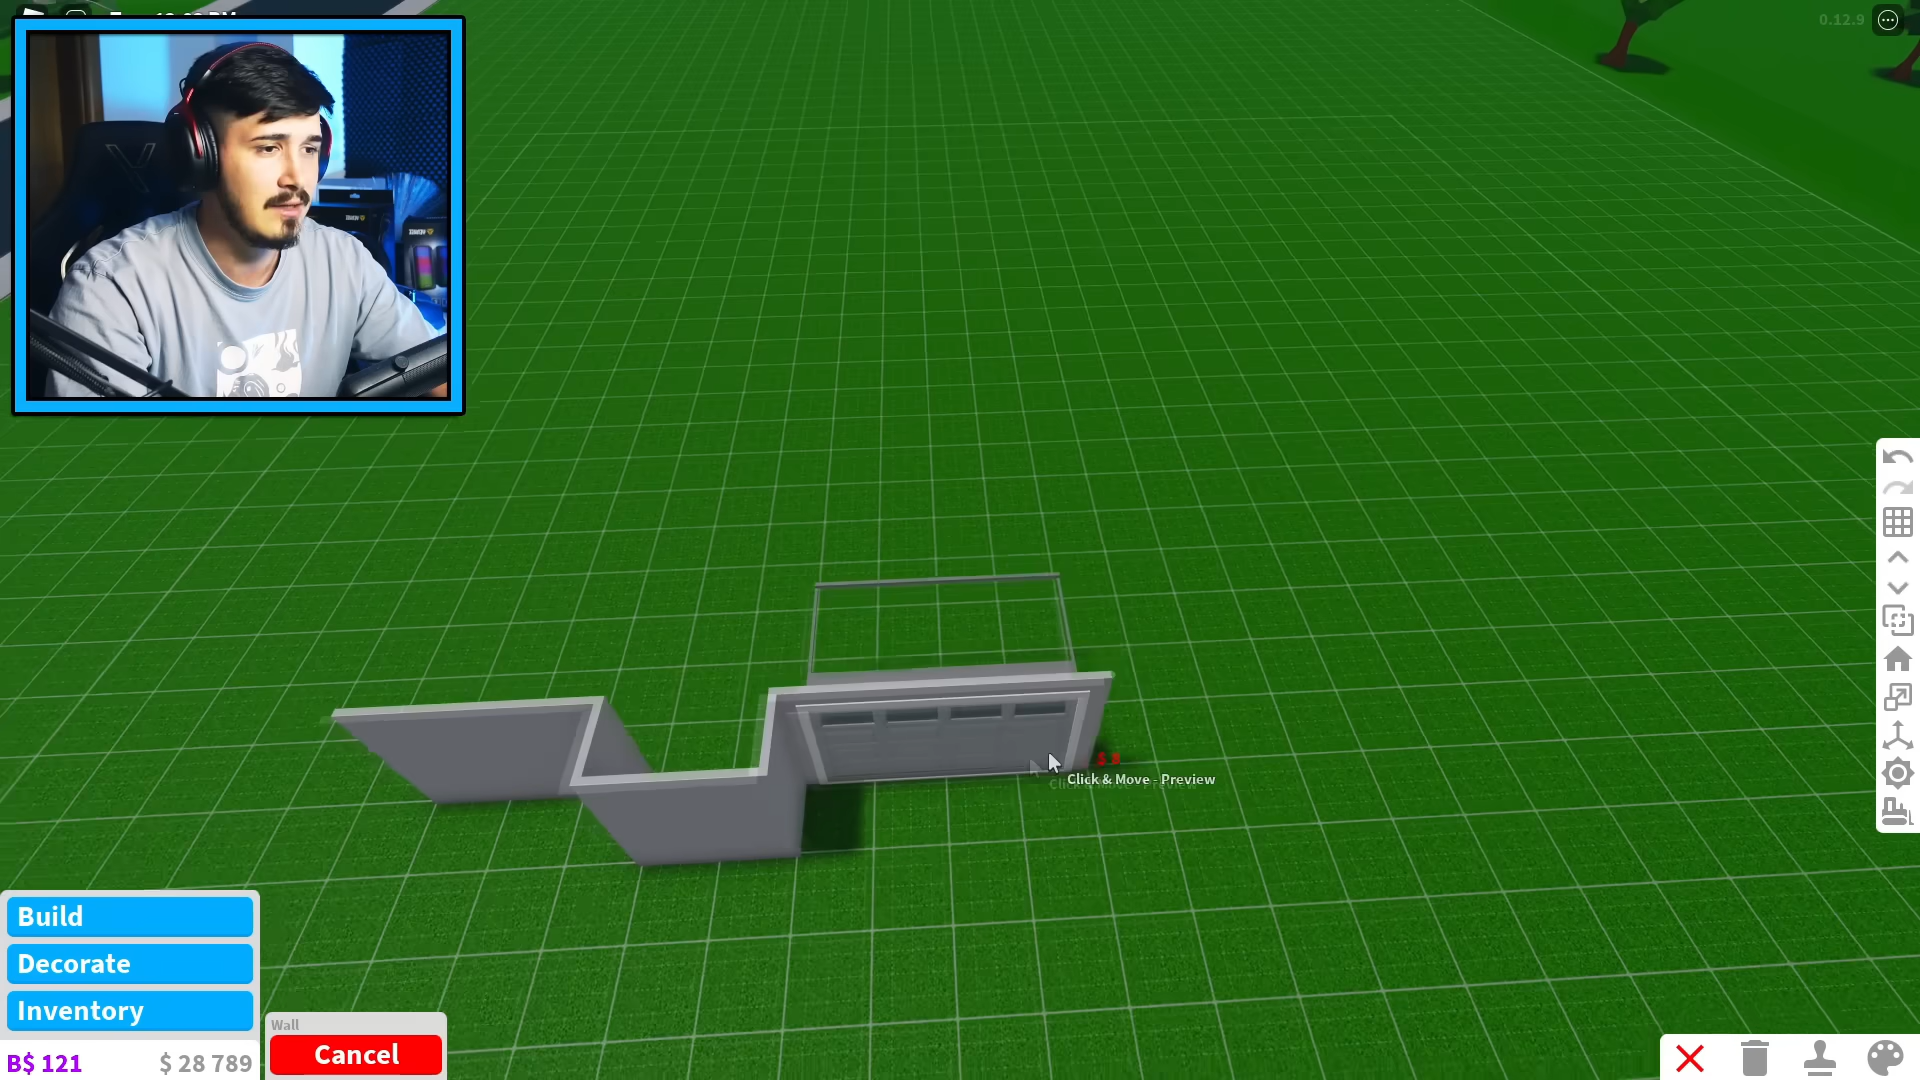 0.12.9
Click & Move - Preview
Build
Decorate
Inventory
Wall
Cancel
B$ 121
$ 28 789